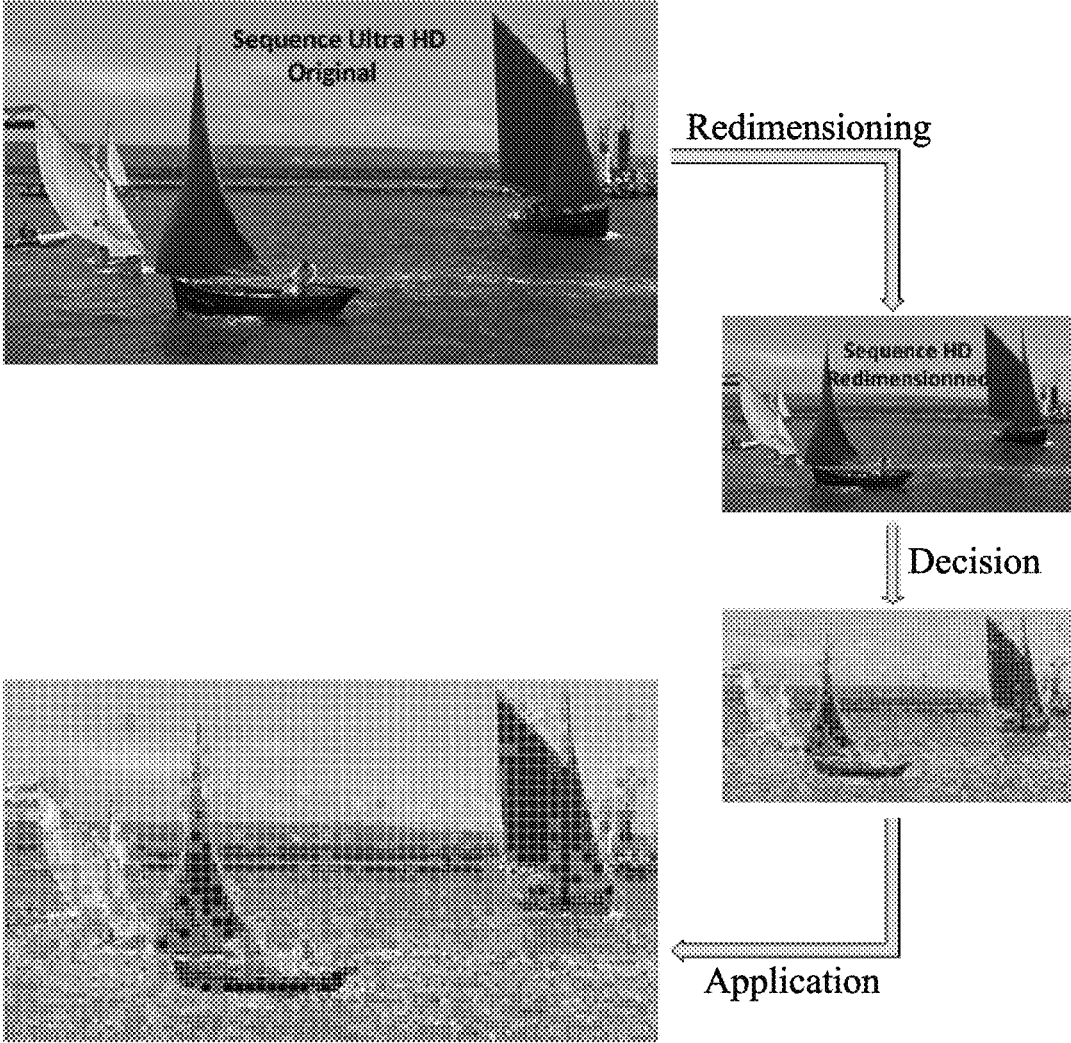 Sequence Ultra HD
Original
Redimensioning
Sequence HD
Redimensionned
Decision
Application